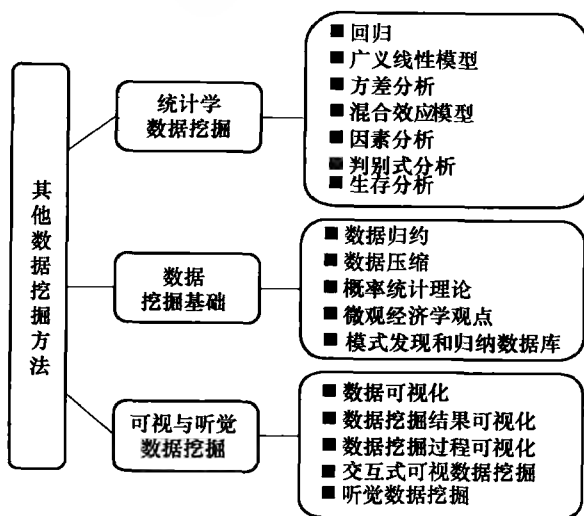 其他数据挖掘方法
统计学
数据挖掘
■ 回归
■ 广义线性模型
■ 方差分析
■ 混合效应模型
■ 因素分析
■ 判别式分析
■ 生存分析
数据
挖掘基础
■ 数据归约
■ 数据压缩
■ 概率统计理论
■ 微观经济学观点
■ 模式发现和归纳数据库
可视与听觉
数据挖掘
■ 数据可视化
■ 数据挖掘结果可视化
■ 数据挖掘过程可视化
■ 交互式可视数据挖掘
■ 听觉数据挖掘